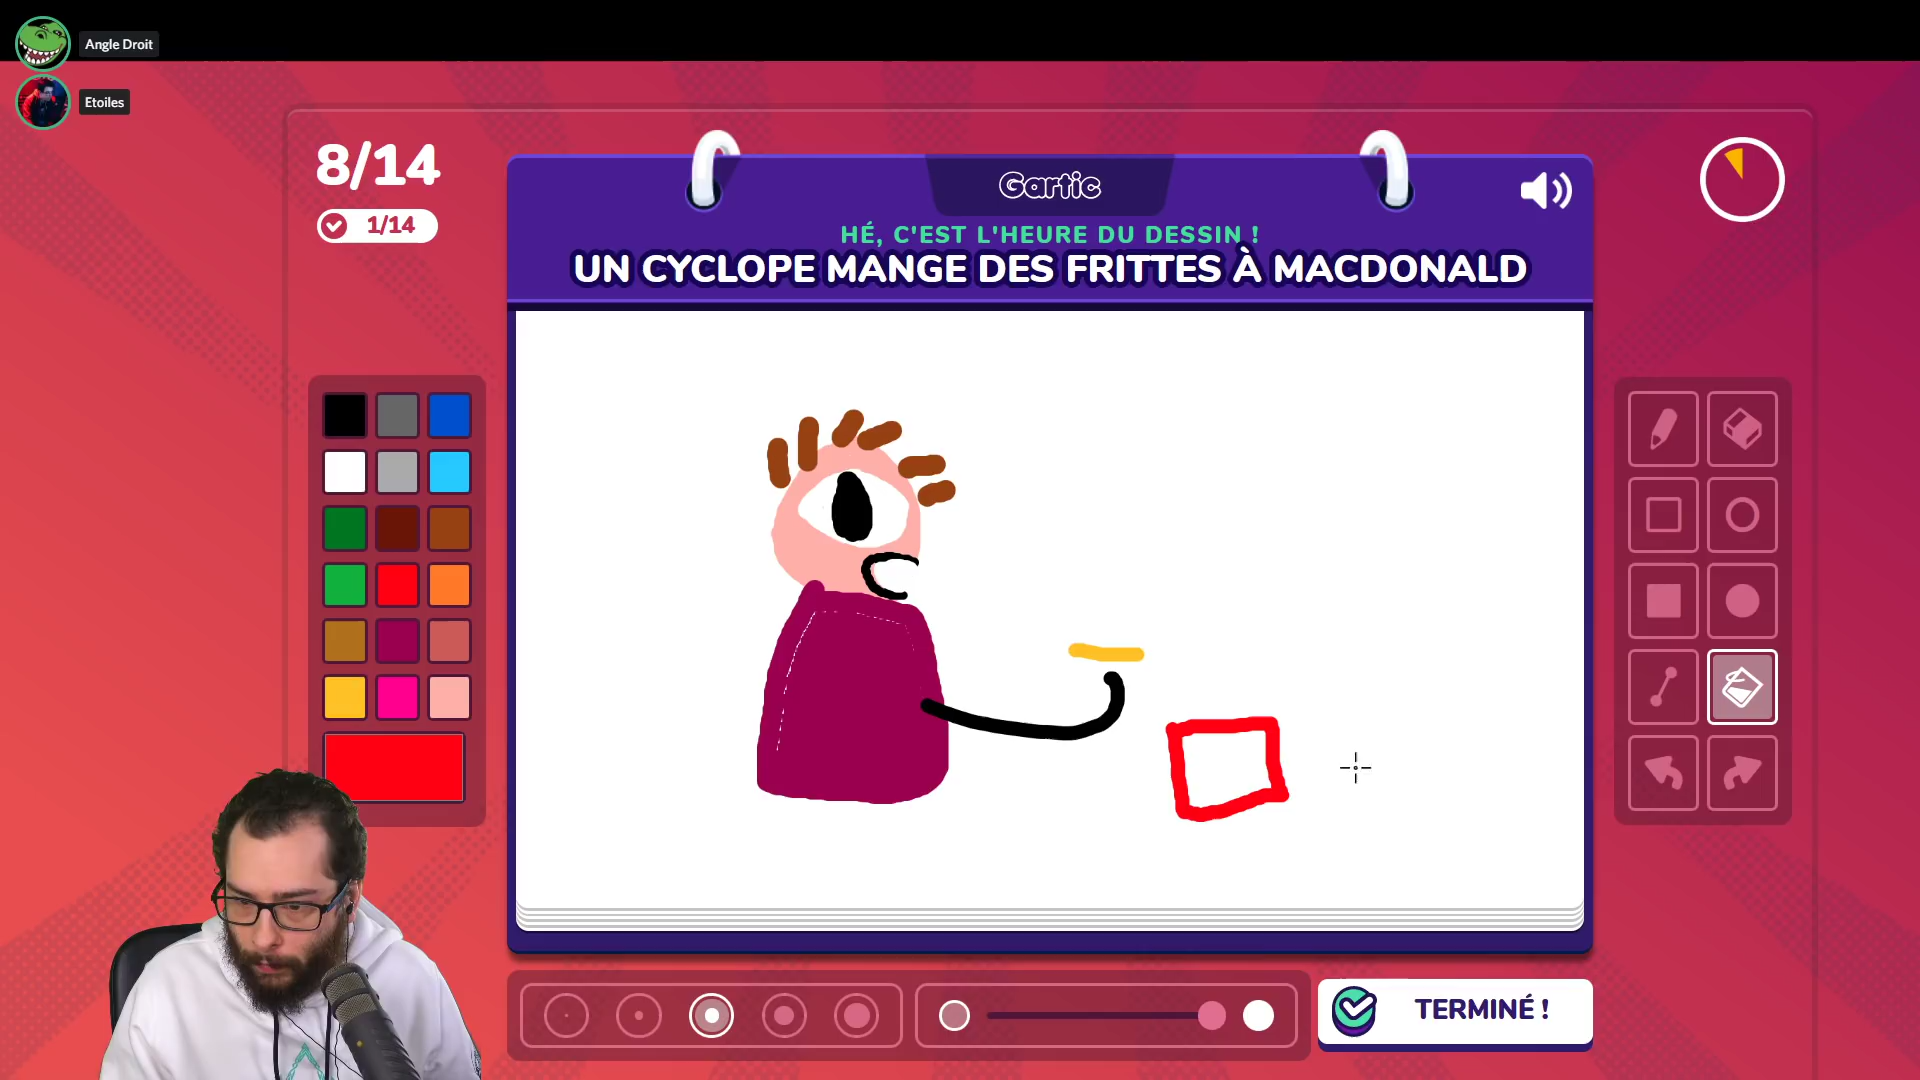 Angle Droit
Etoiles
8/14
1/14
Gartic
HÉ, C'EST L'HEURE DU DESSIN !
UN CYCLOPE MANGE DES FRITTES À MACDONALD
TERMINÉ !